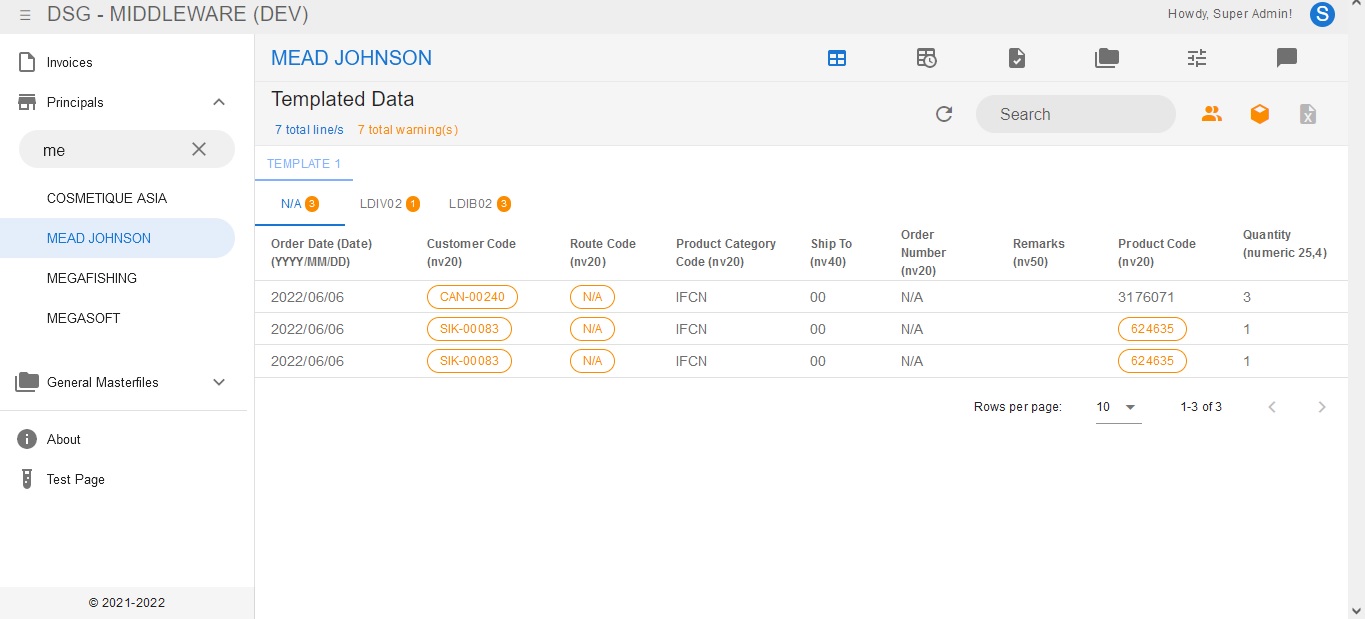 DSG - MIDDLEWARE (DEV)
Howdy, Super Admin!
S
Invoices
Principals
me
COSMETIQUE ASIA
MEAD JOHNSON
MEGAFISHING
MEGASOFT
General Masterfiles
About
Test Page
© 2021-2022
MEAD JOHNSON
Templated Data
7 total line/s 7 total warning(s)
Search
X
TEMPLATE 1
N/A 3 LDIV02 1 LDIB02 3
Order Date (Date)
(YYYY/MM/DD)
Customer Code
(nv20)
Route Code
(nv20)
Product Category
Code (nv20)
Ship To
(nv40)
Order
Number
(nv20)
Remarks
(nv50)
Product Code
(nv20)
Quantity
(numeric 25,4)
2022/06/06 CAN-00240 N/A IFCN 00 N/A 3176071 3
2022/06/06 SIK-00083 N/A IFCN 00 N/A 624635 1
2022/06/06 SIK-00083 N/A IFCN 00 N/A 624635 1
Rows per page: 10 1-3 of 3